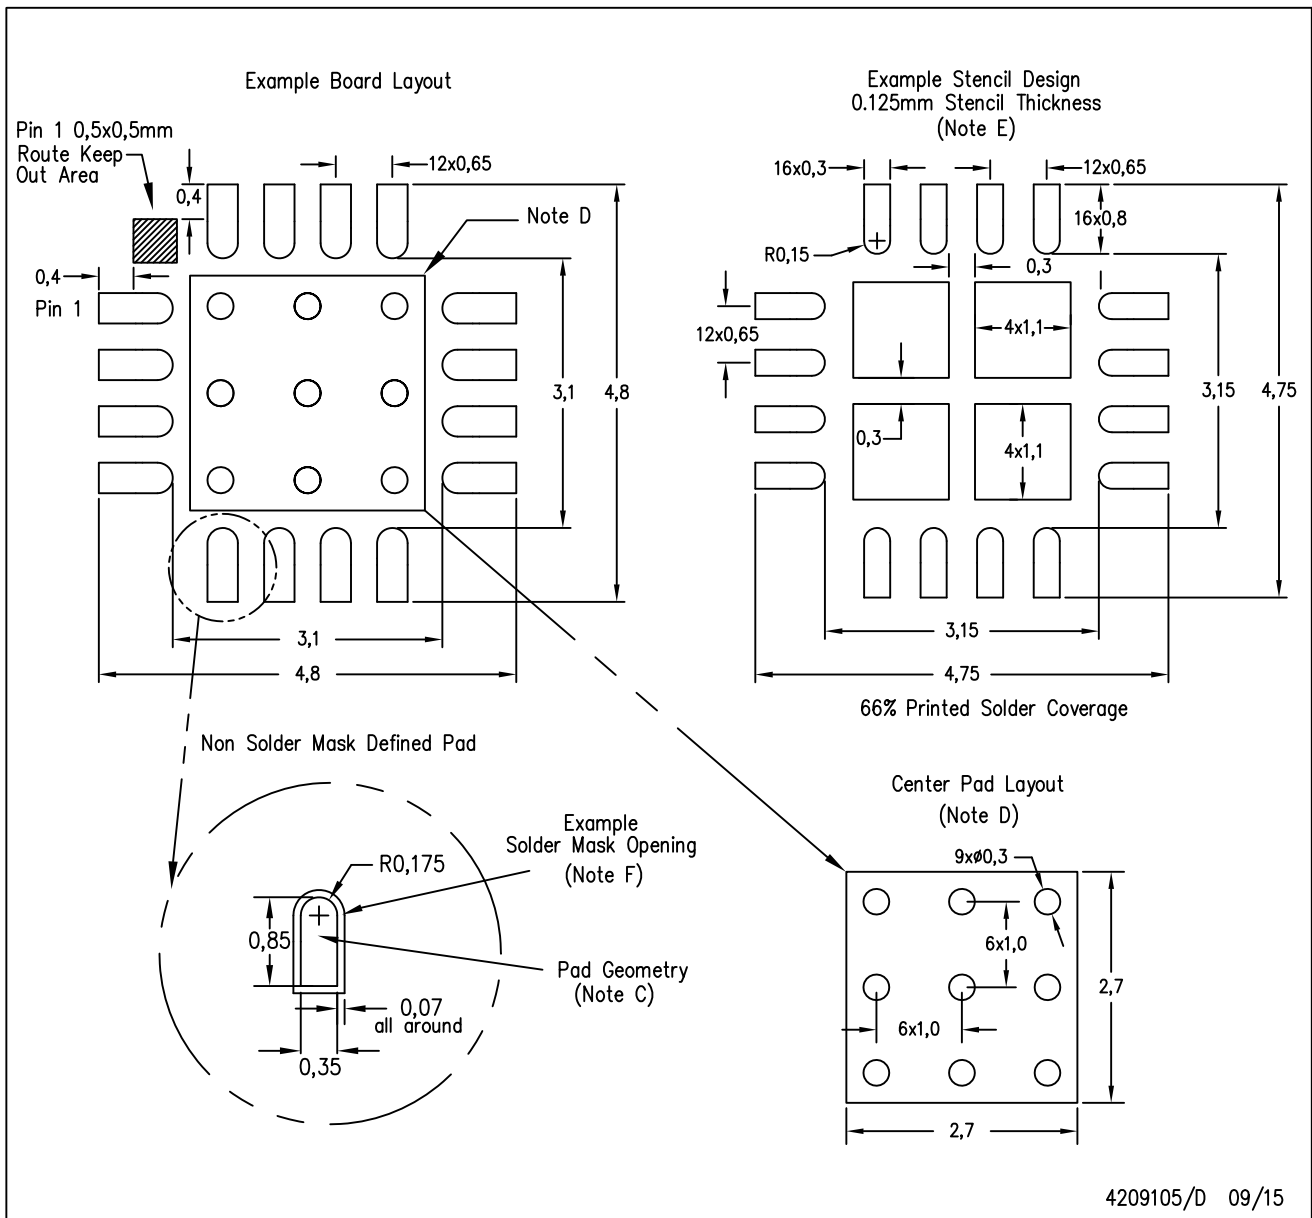 Example Board Layout
Pin 1 0,5x0,5mm
Route Keep
Out Area
0,4
12x0,65
Note D
0,4
Pin 1
3,1
4,8
3,1
4,8
Example Stencil Design
0.125mm Stencil Thickness
(Note E)
16x0,3
12x0,65
16x0,8
R0,15
0,3
12x0,65
4x1,1
3,15
4,75
0,3
4x1,1
3,15
4,75
66% Printed Solder Coverage
Non Solder Mask Defined Pad
Example
Solder Mask Opening
(Note F)
R0,175
0,85
Pad Geometry
(Note C)
0,07
all around
0,35
Center Pad Layout
(Note D)
9xø0,3
6x1,0
2,7
6x1,0
2,7
4209105/D 09/15